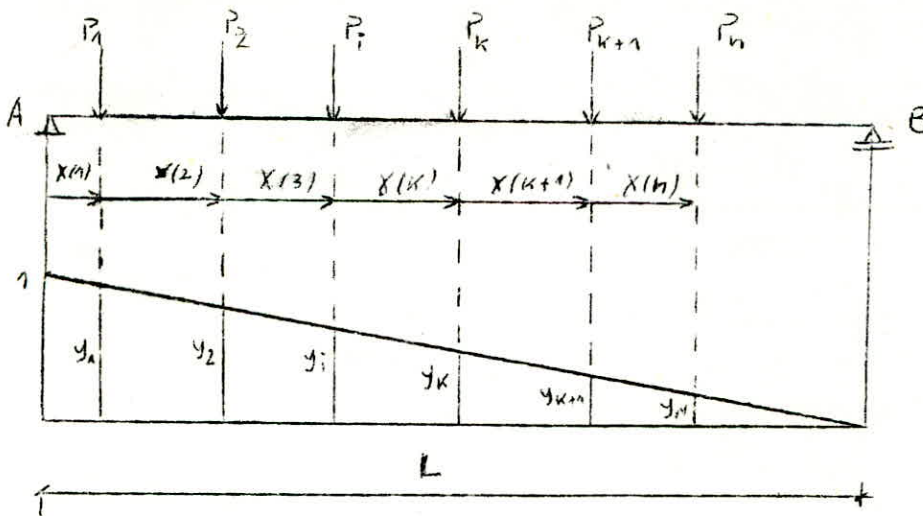 P1 P2 Pi Pk Pk+1 Pn
A B
x(1) x(2) x(3) x(k) x(k+1) x(n)
1
y1 y2 yi yk yk+1 yn
L